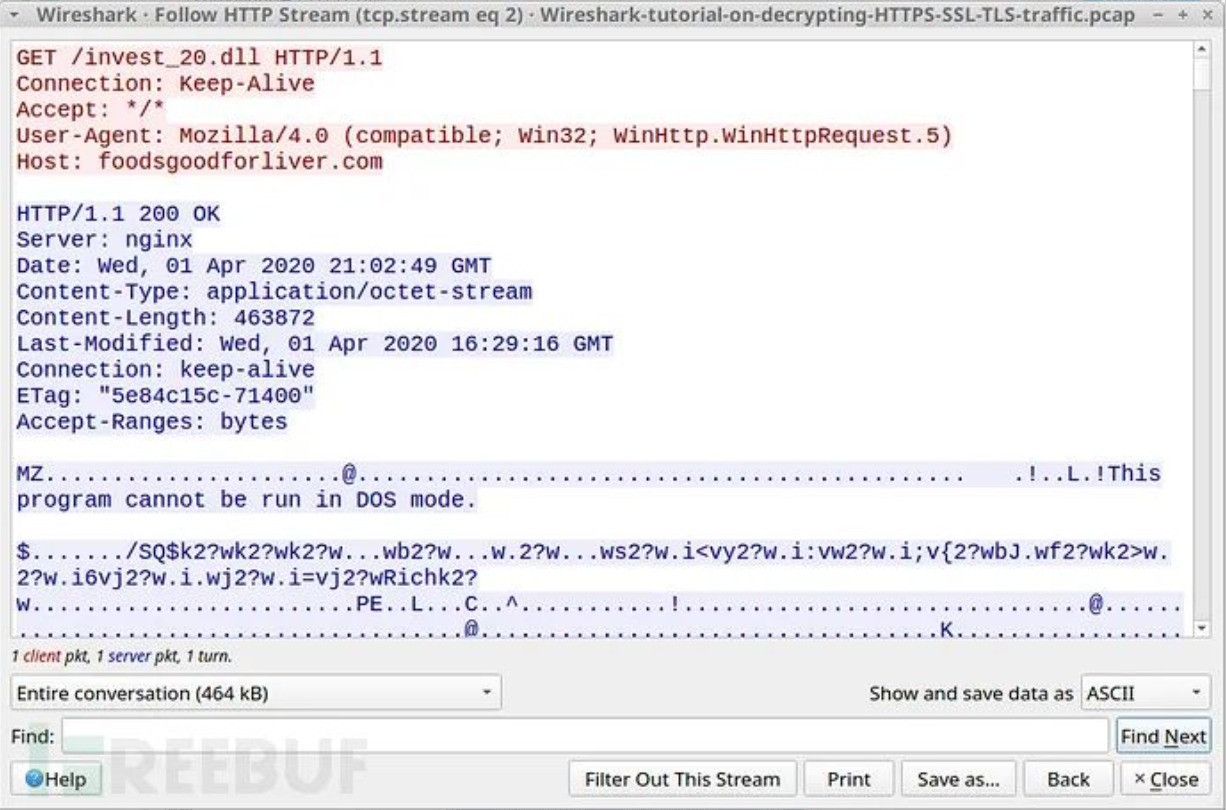 Wireshark · Follow HTTP Stream (tcp.stream eq 2) · Wireshark-tutorial-on-decrypting-HTTPS-SSL-TLS-traffic.pcap
GET /invest_20.dll HTTP/1.1
Connection: Keep-Alive
Accept: */*
User-Agent: Mozilla/4.0 (compatible; Win32; WinHttp.WinHttpRequest.5)
Host: foodsgoodforliver.com
HTTP/1.1 200 OK
Server: nginx
Date: Wed, 01 Apr 2020 21:02:49 GMT
Content-Type: application/octet-stream
Content-Length: 463872
Last-Modified: Wed, 01 Apr 2020 16:29:16 GMT
Connection: keep-alive
ETag: "5e84c15c-71400"
Accept-Ranges: bytes
MZ......................@.............................................   .!..L.!This
program cannot be run in DOS mode.
$......./SQ$k2?wk2?wk2?w...wb2?w...w.2?w...ws2?w.i<vy2?w.i:vw2?w.i;v{2?wbJ.wf2?wk2>w.
2?w.i6vj2?w.i.wj2?w.i=vj2?wRichk2?
w........................PE..L...C..^...........!..............................@......
.................................@..................................K.................
1 client pkt, 1 server pkt, 1 turn.
Entire conversation (464 kB)
Show and save data as ASCII
Find:
Find Next
Help
Filter Out This Stream
Print
Save as...
Back
Close
FREEBUF